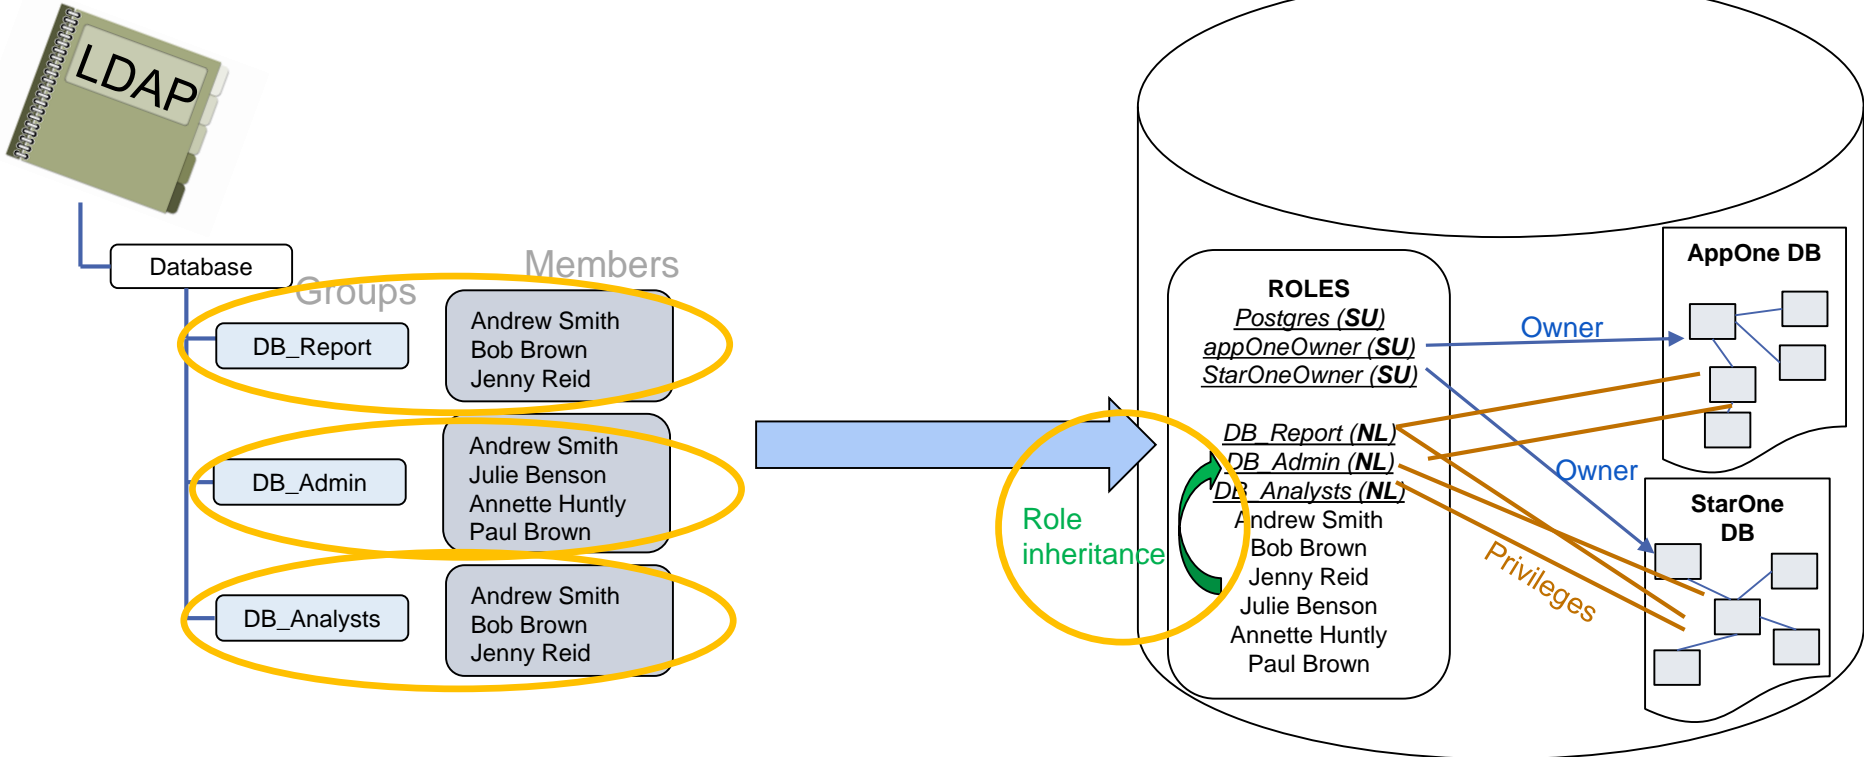 LDAP
Database
Groups
Members
DB_Report
Andrew Smith
Bob Brown
Jenny Reid
DB_Admin
Andrew Smith
Julie Benson
Annette Huntly
Paul Brown
DB_Analysts
Andrew Smith
Bob Brown
Jenny Reid
Role
inheritance
ROLES
Postgres (SU)
appOneOwner (SU)
StarOneOwner (SU)
DB_Report (NL)
DB_Admin (NL)
DB_Analysts (NL)
Andrew Smith
Bob Brown
Jenny Reid
Julie Benson
Annette Huntly
Paul Brown
Owner
Owner
Privileges
AppOne DB
StarOne
DB